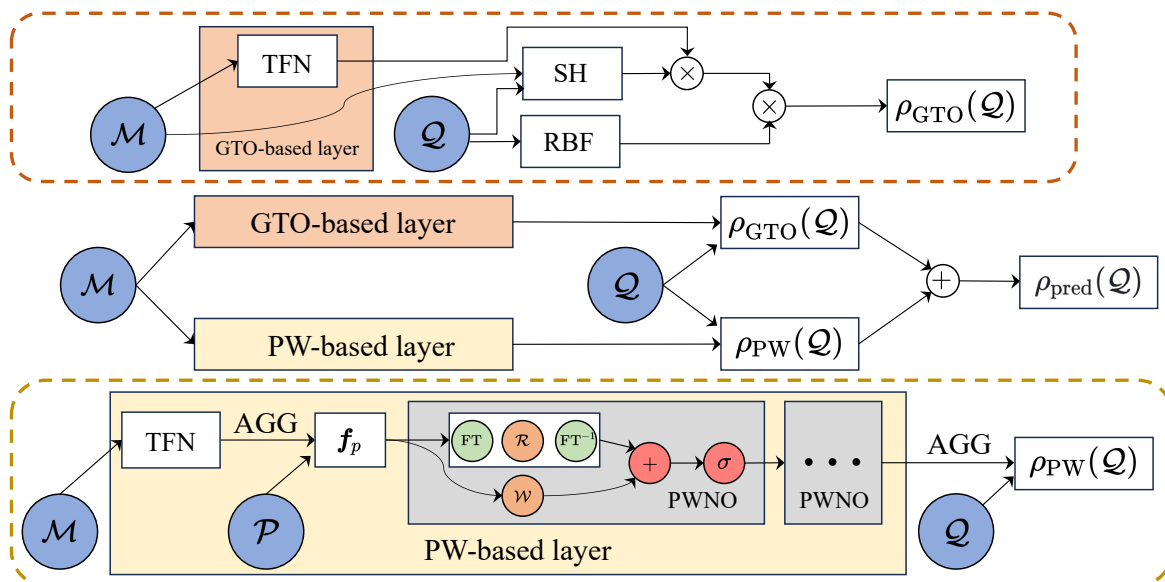 TFN
SH
×
×
ρ_GTO(𝒬)
ℳ
𝒬
RBF
GTO-based layer
GTO-based layer
ρ_GTO(𝒬)
ℳ
𝒬
+
ρ_pred(𝒬)
PW-based layer
ρ_PW(𝒬)
TFN
AGG
𝒇_p
FT
ℛ
FT⁻¹
+
σ
• • •
AGG
ρ_PW(𝒬)
𝒲
PWNO
PWNO
ℳ
𝒫
𝒬
PW-based layer